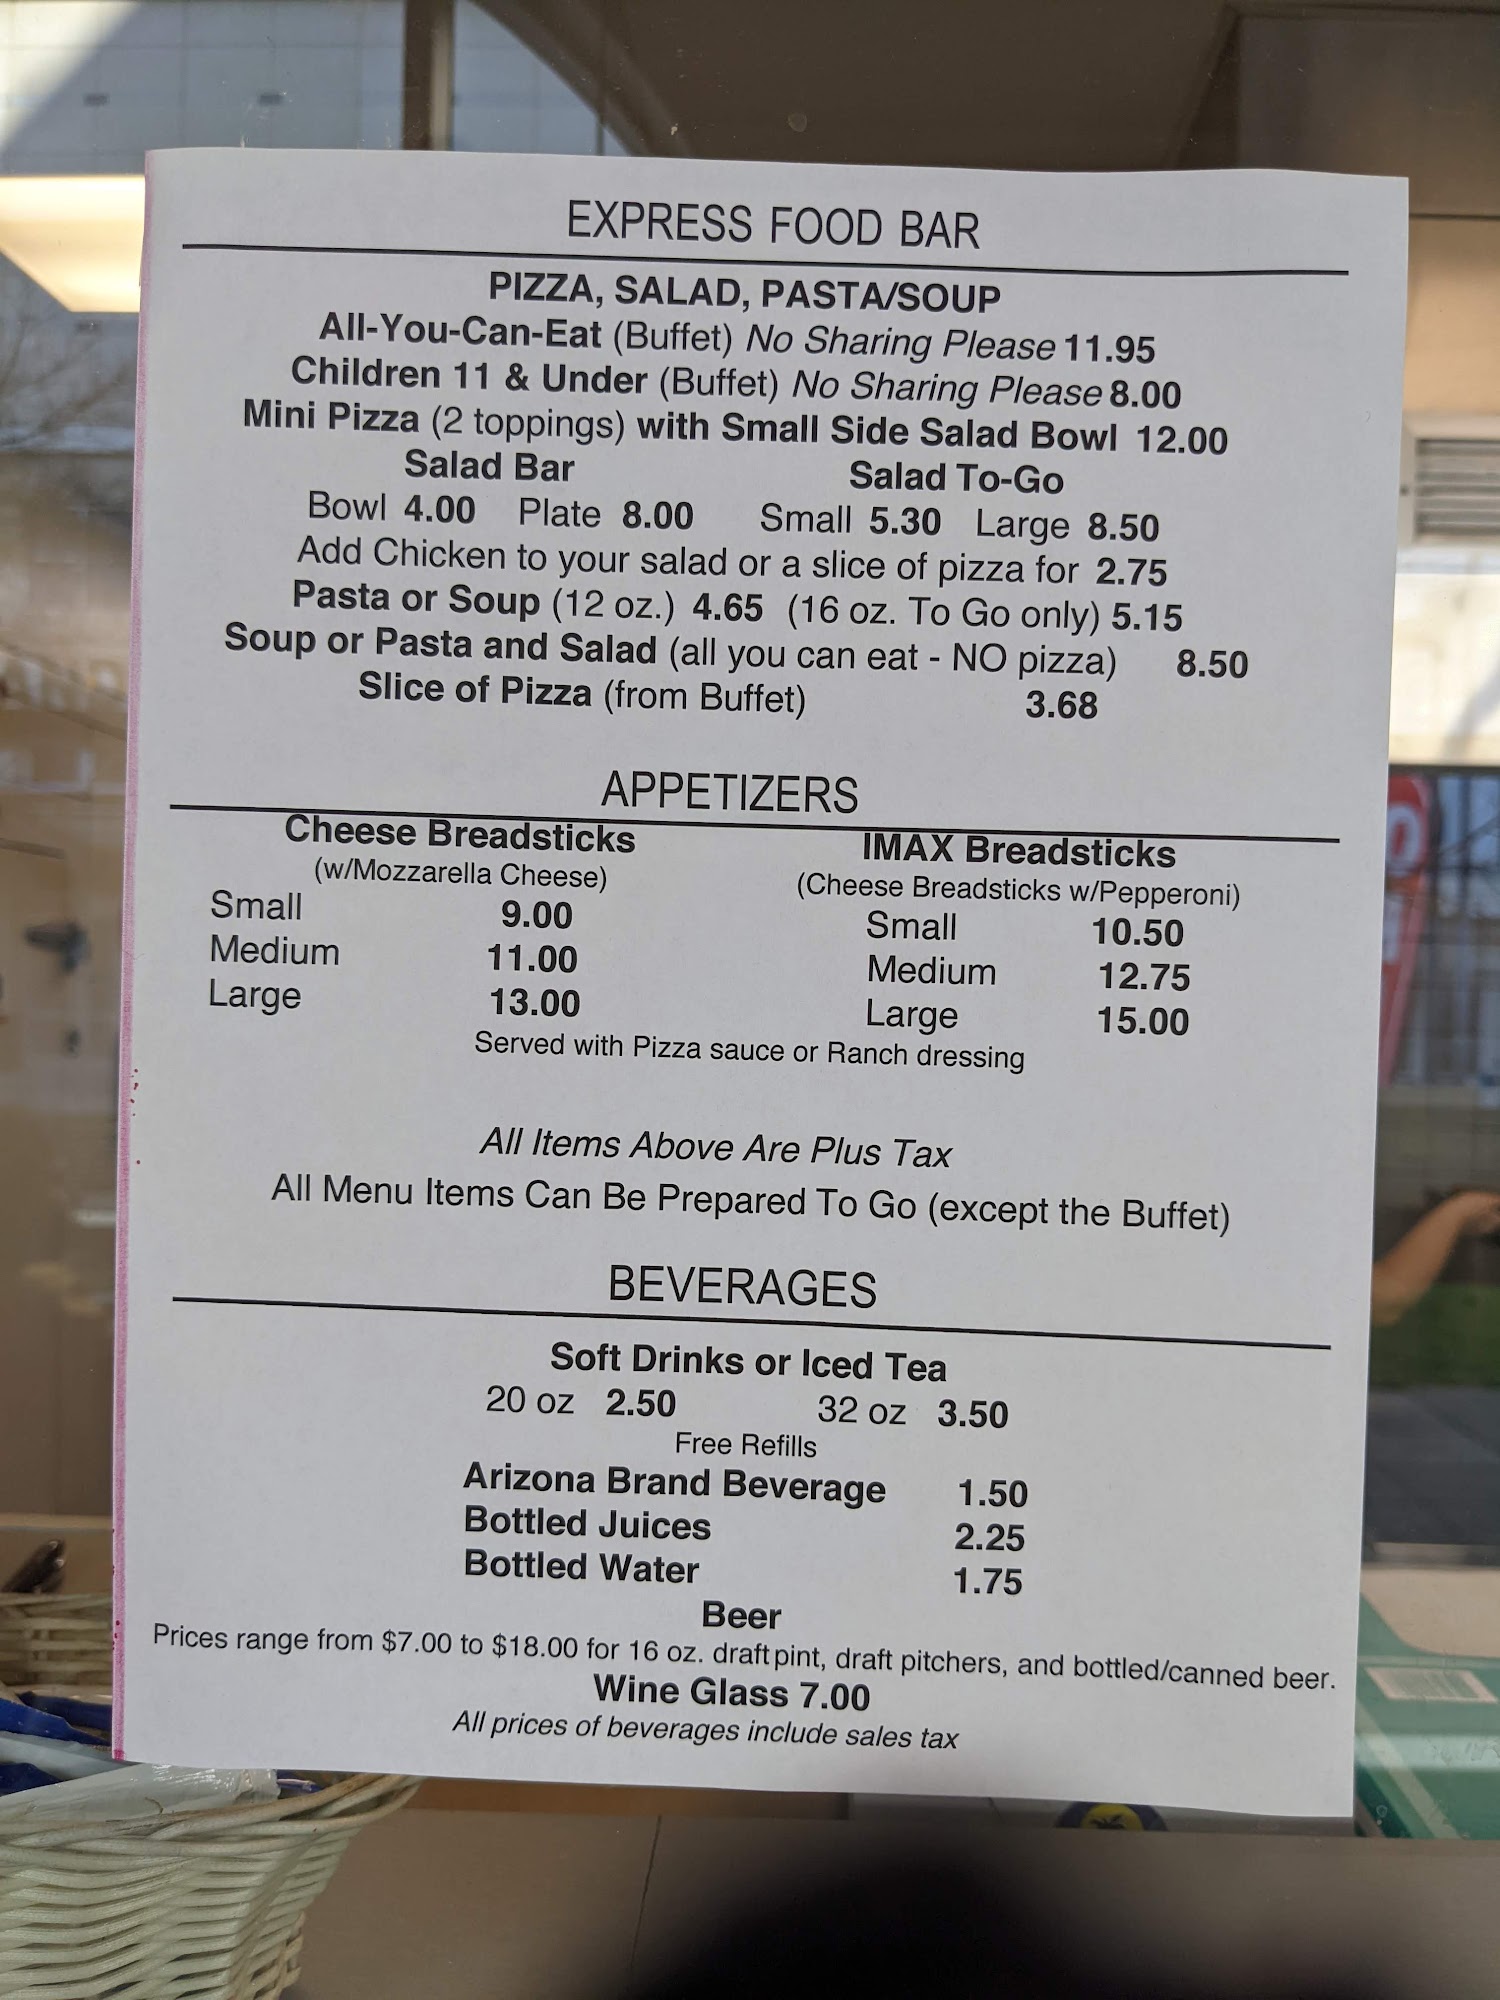 EXPRESS FOOD BAR
PIZZA, SALAD, PASTA/SOUP
All-You-Can-Eat (Buffet) No Sharing Please 11.95
Children 11 & Under (Buffet) No Sharing Please 8.00
Mini Pizza (2 toppings) with Small Side Salad Bowl 12.00
Salad Bar Salad To-Go
Bowl 4.00 Plate 8.00 Small 5.30 Large 8.50
Add Chicken to your salad or a slice of pizza for 2.75
Pasta or Soup (12 oz.) 4.65 (16 oz. To Go only) 5.15
Soup or Pasta and Salad (all you can eat - NO pizza) 8.50
Slice of Pizza (from Buffet) 3.68
APPETIZERS
Cheese Breadsticks IMAX Breadsticks
(w/Mozzarella Cheese) (Cheese Breadsticks w/Pepperoni)
Small 9.00 Small 10.50
Medium 11.00 Medium 12.75
Large 13.00 Large 15.00
Served with Pizza sauce or Ranch dressing
All Items Above Are Plus Tax
All Menu Items Can Be Prepared To Go (except the Buffet)
BEVERAGES
Soft Drinks or Iced Tea
20 oz 2.50 32 oz 3.50
Free Refills
Arizona Brand Beverage 1.50
Bottled Juices 2.25
Bottled Water 1.75
Beer
Prices range from $7.00 to $18.00 for 16 oz. draft pint, draft pitchers, and bottled/canned beer.
Wine Glass 7.00
All prices of beverages include sales tax